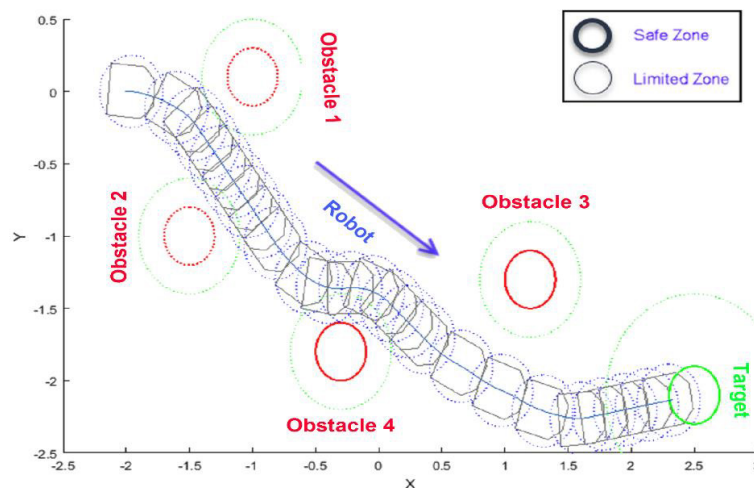 0.5
0
-0.5
-1
-1.5
-2
-2.5
Y
-2.5 -2 -1.5 -1 -0.5 0 0.5 1 1.5 2 2.5
X
Obstacle 1
Obstacle 2
Robot
Obstacle 3
Obstacle 4
Target
Safe Zone
Limited Zone